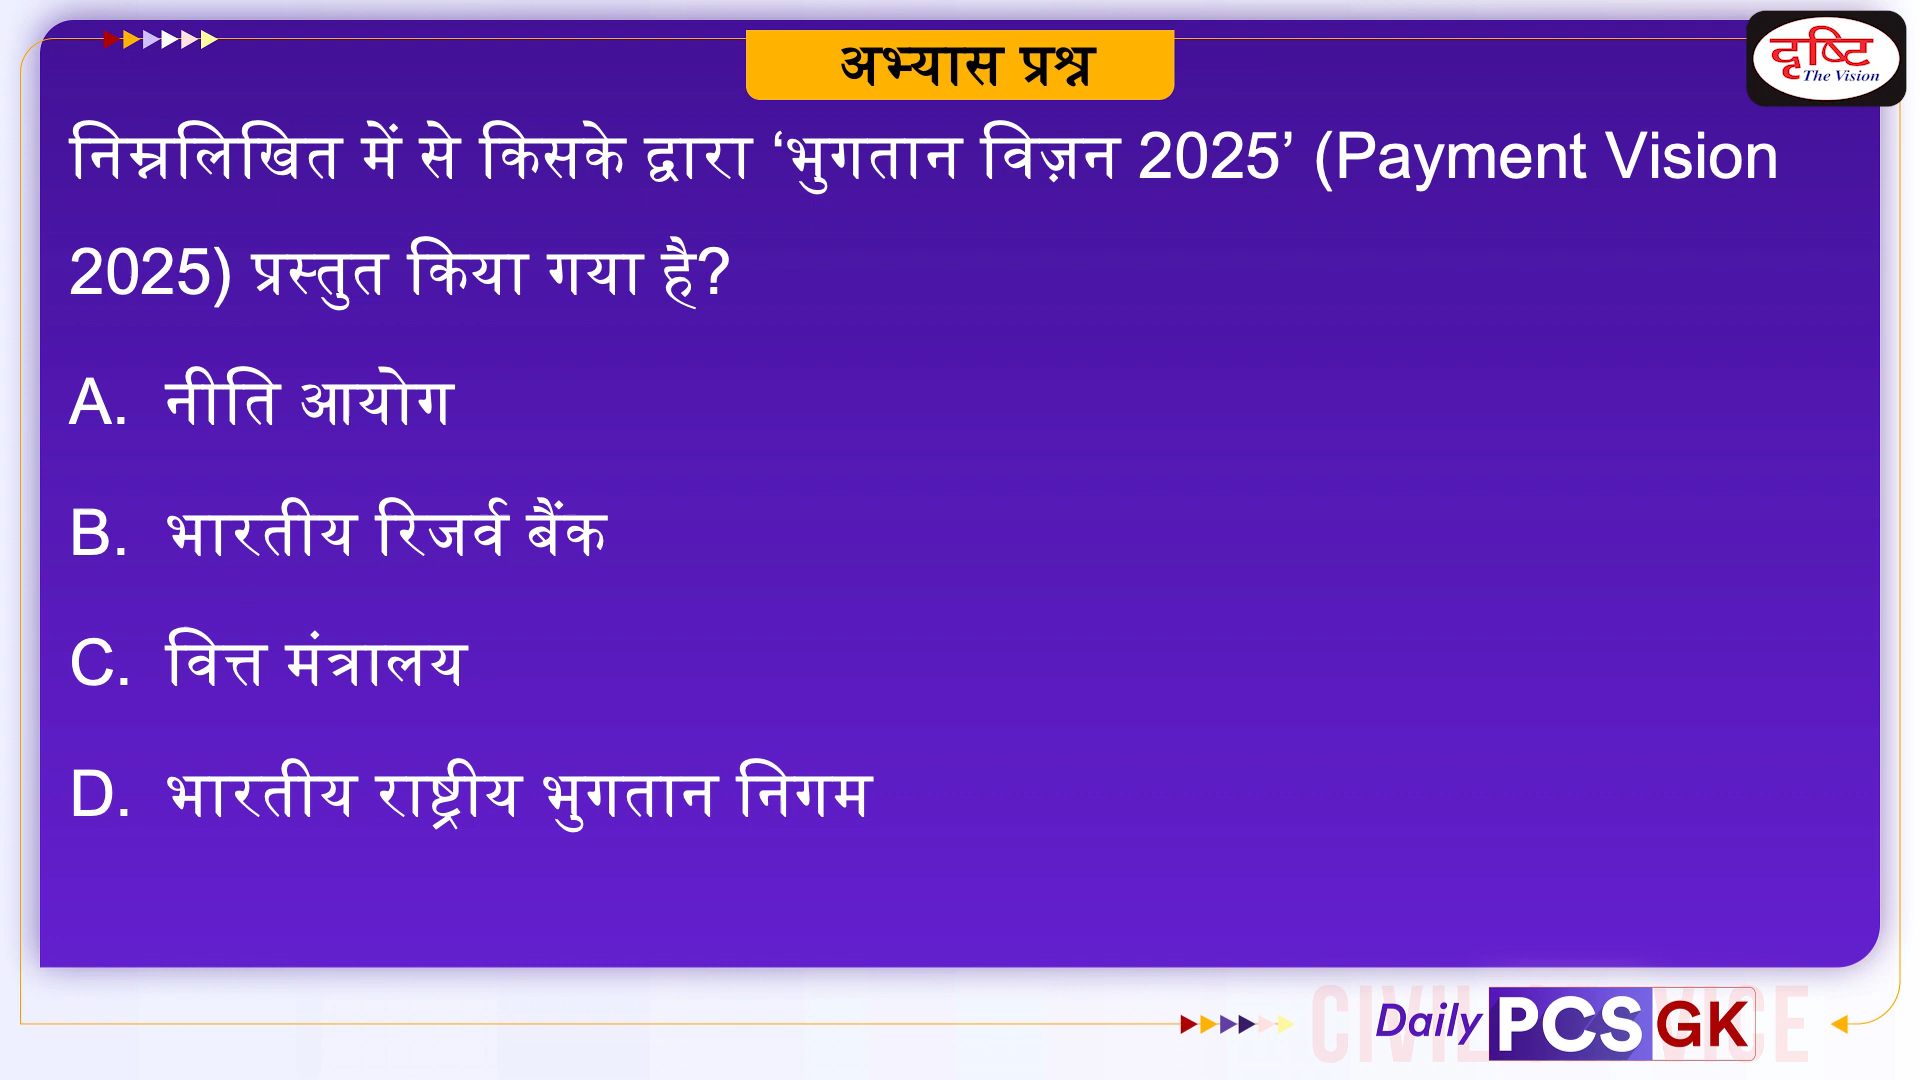 अभ्यास प्रश्न
दृष्टि
The Vision
निम्नलिखित में से किसके द्वारा ‘भुगतान विज़न 2025’ (Payment Vision
2025) प्रस्तुत किया गया है?
A. नीति आयोग
B. भारतीय रिजर्व बैंक
C. वित्त मंत्रालय
D. भारतीय राष्ट्रीय भुगतान निगम
Daily PCS GK